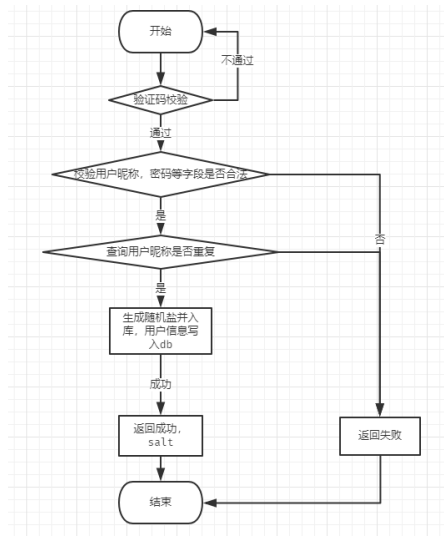 开始
不通过
验证码校验
通过
校验用户昵称，密码等字段是否合法
是
否
查询用户昵称是否重复
是
生成随机盐并入
库，用户信息写
入db
成功
返回成功，
salt
返回失败
结束